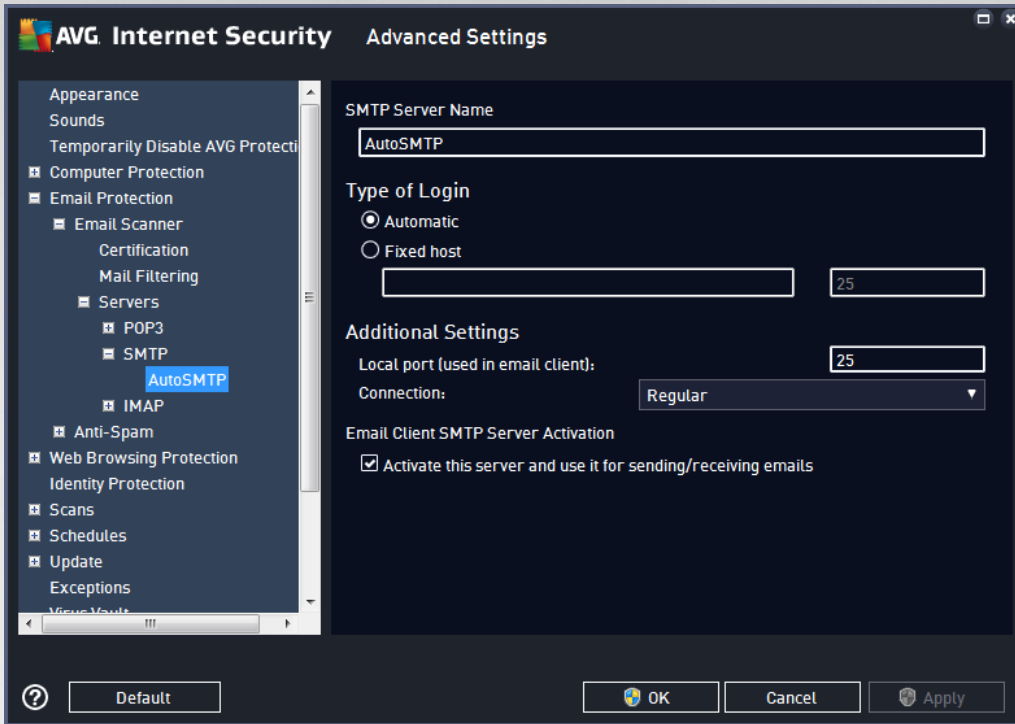 AVG. Internet Security Advanced Settings
Appearance
Sounds
Temporarily Disable AVG Protecti
Computer Protection
Email Protection
Email Scanner
Certification
Mail Filtering
Servers
POP3
SMTP
AutoSMTP
IMAP
Anti-Spam
Web Browsing Protection
Identity Protection
Scans
Schedules
Update
Exceptions
Virus Vault
SMTP Server Name
AutoSMTP
Type of Login
Automatic
Fixed host
25
Additional Settings
Local port (used in email client): 25
Connection: Regular
Email Client SMTP Server Activation
Activate this server and use it for sending/receiving emails
? Default OK Cancel Apply